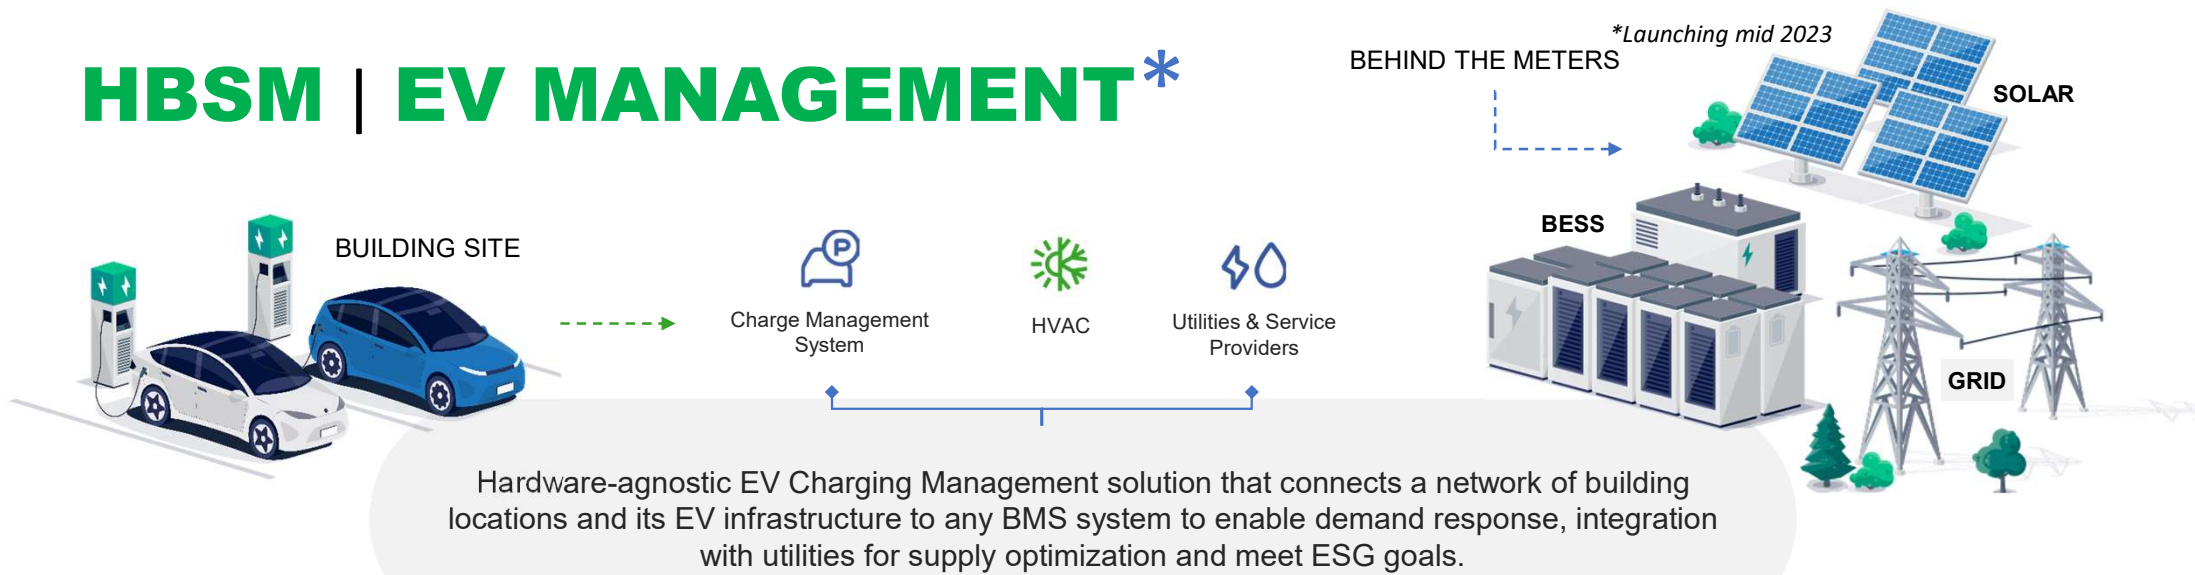 *Launching mid 2023
BEHIND THE METERS
HBSM | EV MANAGEMENT*
SOLAR
BESS
BUILDING SITE
Charge Management
System
HVAC
Utilities & Service
Providers
GRID
Hardware-agnostic EV Charging Management solution that connects a network of building
locations and its EV infrastructure to any BMS system to enable demand response, integration
with utilities for supply optimization and meet ESG goals.